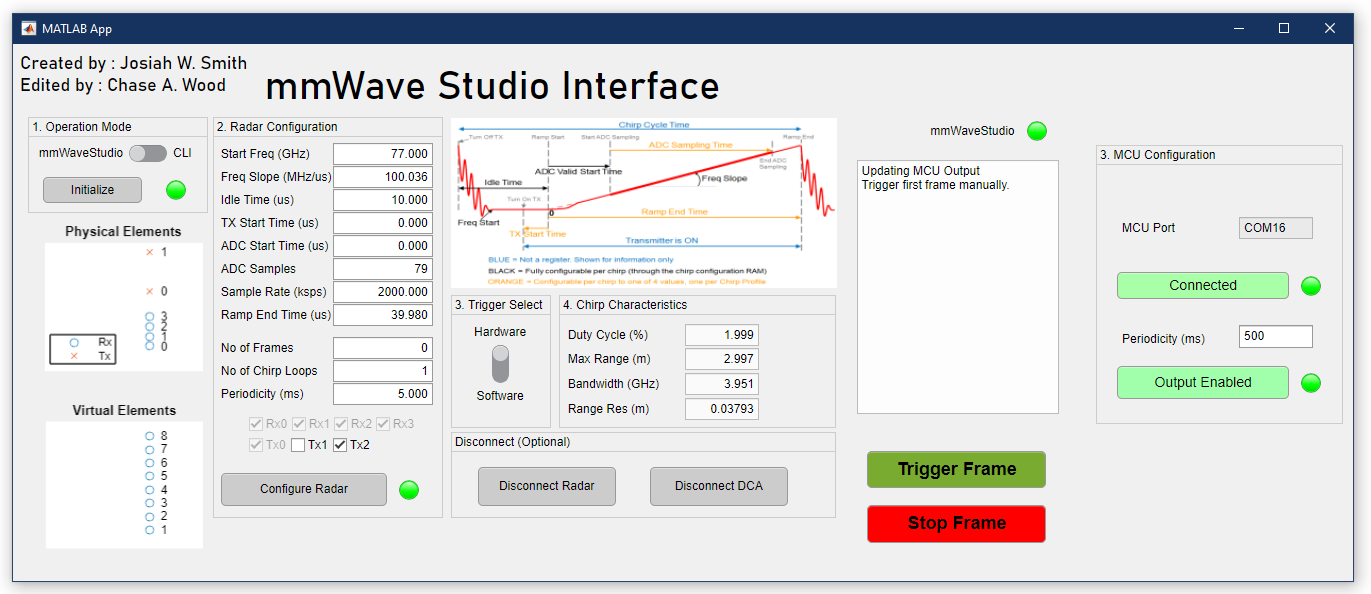 MATLAB App
Created by : Josiah W. Smith
Edited by : Chase A. Wood
mmWave Studio Interface
1. Operation Mode
mmWaveStudio CLI
Initialize
Physical Elements
1
0
3
2
1
0
Rx
Tx
Virtual Elements
8
7
6
5
4
3
2
1
2. Radar Configuration
Start Freq (GHz) 77.000
Freq Slope (MHz/us) 100.036
Idle Time (us) 10.000
TX Start Time (us) 0.000
ADC Start Time (us) 0.000
ADC Samples 79
Sample Rate (ksps) 2000.000
Ramp End Time (us) 39.980
No of Frames 0
No of Chirp Loops 1
Periodicity (ms) 5.000
Rx0 Rx1 Rx2 Rx3
Tx0 Tx1 Tx2
Configure Radar
Chirp Cycle Time
Turn Off TX Ramp Start Start ADC Sampling Ramp End
ADC Sampling Time
End ADC
Sampling
ADC Valid Start Time
Freq Slope
Idle Time
Turn On TX
0
Ramp End Time
Freq Start
TX Start Time
Transmitter is ON
BLUE = Not a register. Shown for information only
BLACK = Fully configurable per chirp (through the chirp configuration RAM)
ORANGE = Configurable per chirp to one of 4 values, one per Chirp Profile
3. Trigger Select
Hardware
Software
4. Chirp Characteristics
Duty Cycle (%) 1.999
Max Range (m) 2.997
Bandwidth (GHz) 3.951
Range Res (m) 0.03793
Disconnect (Optional)
Disconnect Radar
Disconnect DCA
mmWaveStudio
Updating MCU Output
Trigger first frame manually.
Trigger Frame
Stop Frame
3. MCU Configuration
MCU Port COM16
Connected
Periodicity (ms) 500
Output Enabled